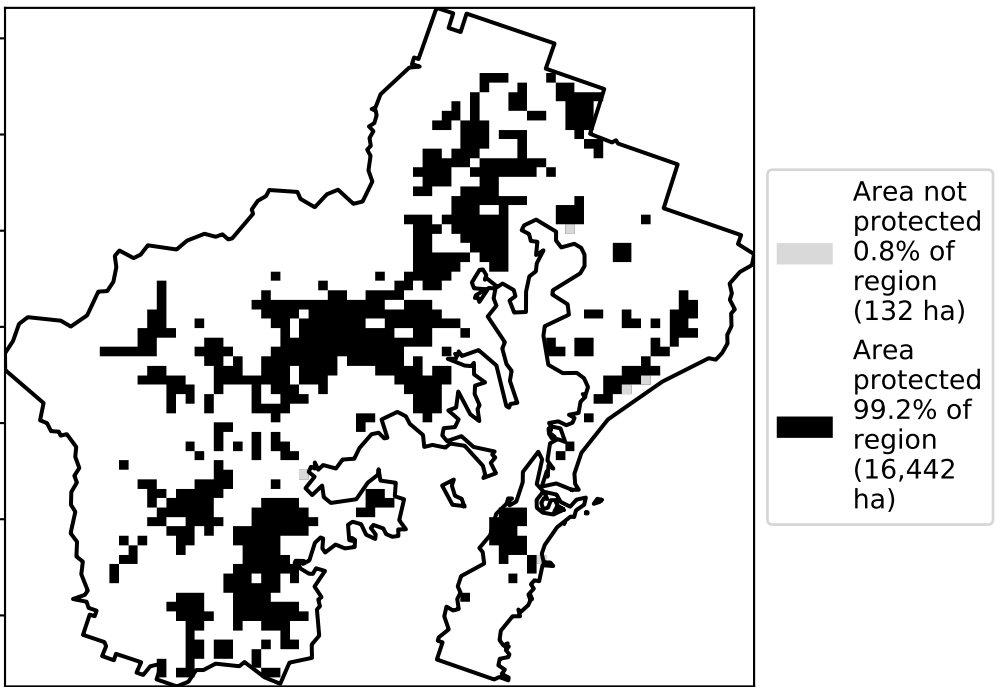 Area not
protected
0.8% of
region
(132 ha)
Area
protected
99.2% of
region
(16,442
ha)